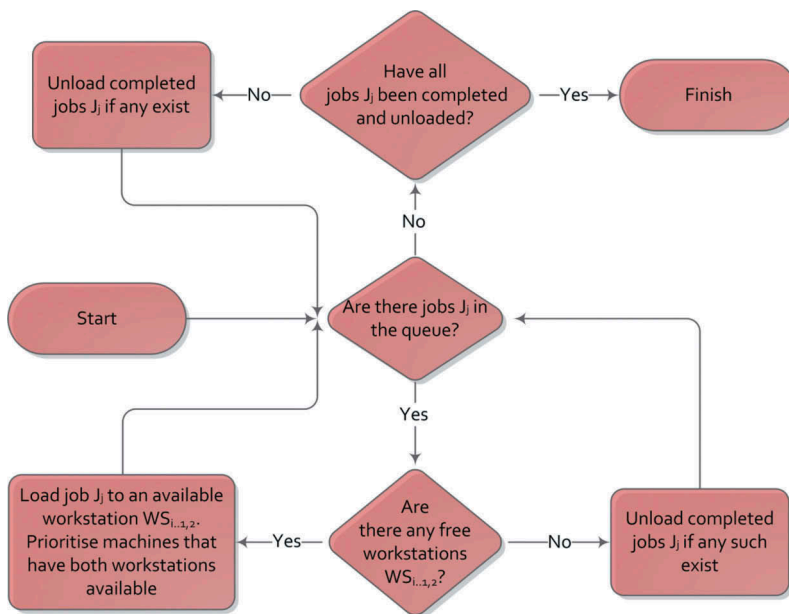 Unload completed
jobs Jj if any exist
No
Have all
jobs Jj been completed
and unloaded?
Yes
Finish
No
Start
Are there jobs Jj in
the queue?
Yes
Load job Jj to an available
workstation WSi..1,2.
Prioritise machines that
have both workstations
available
Yes
Are
there any free
workstations
WSi..1,2?
No
Unload completed
jobs Jj if any such
exist